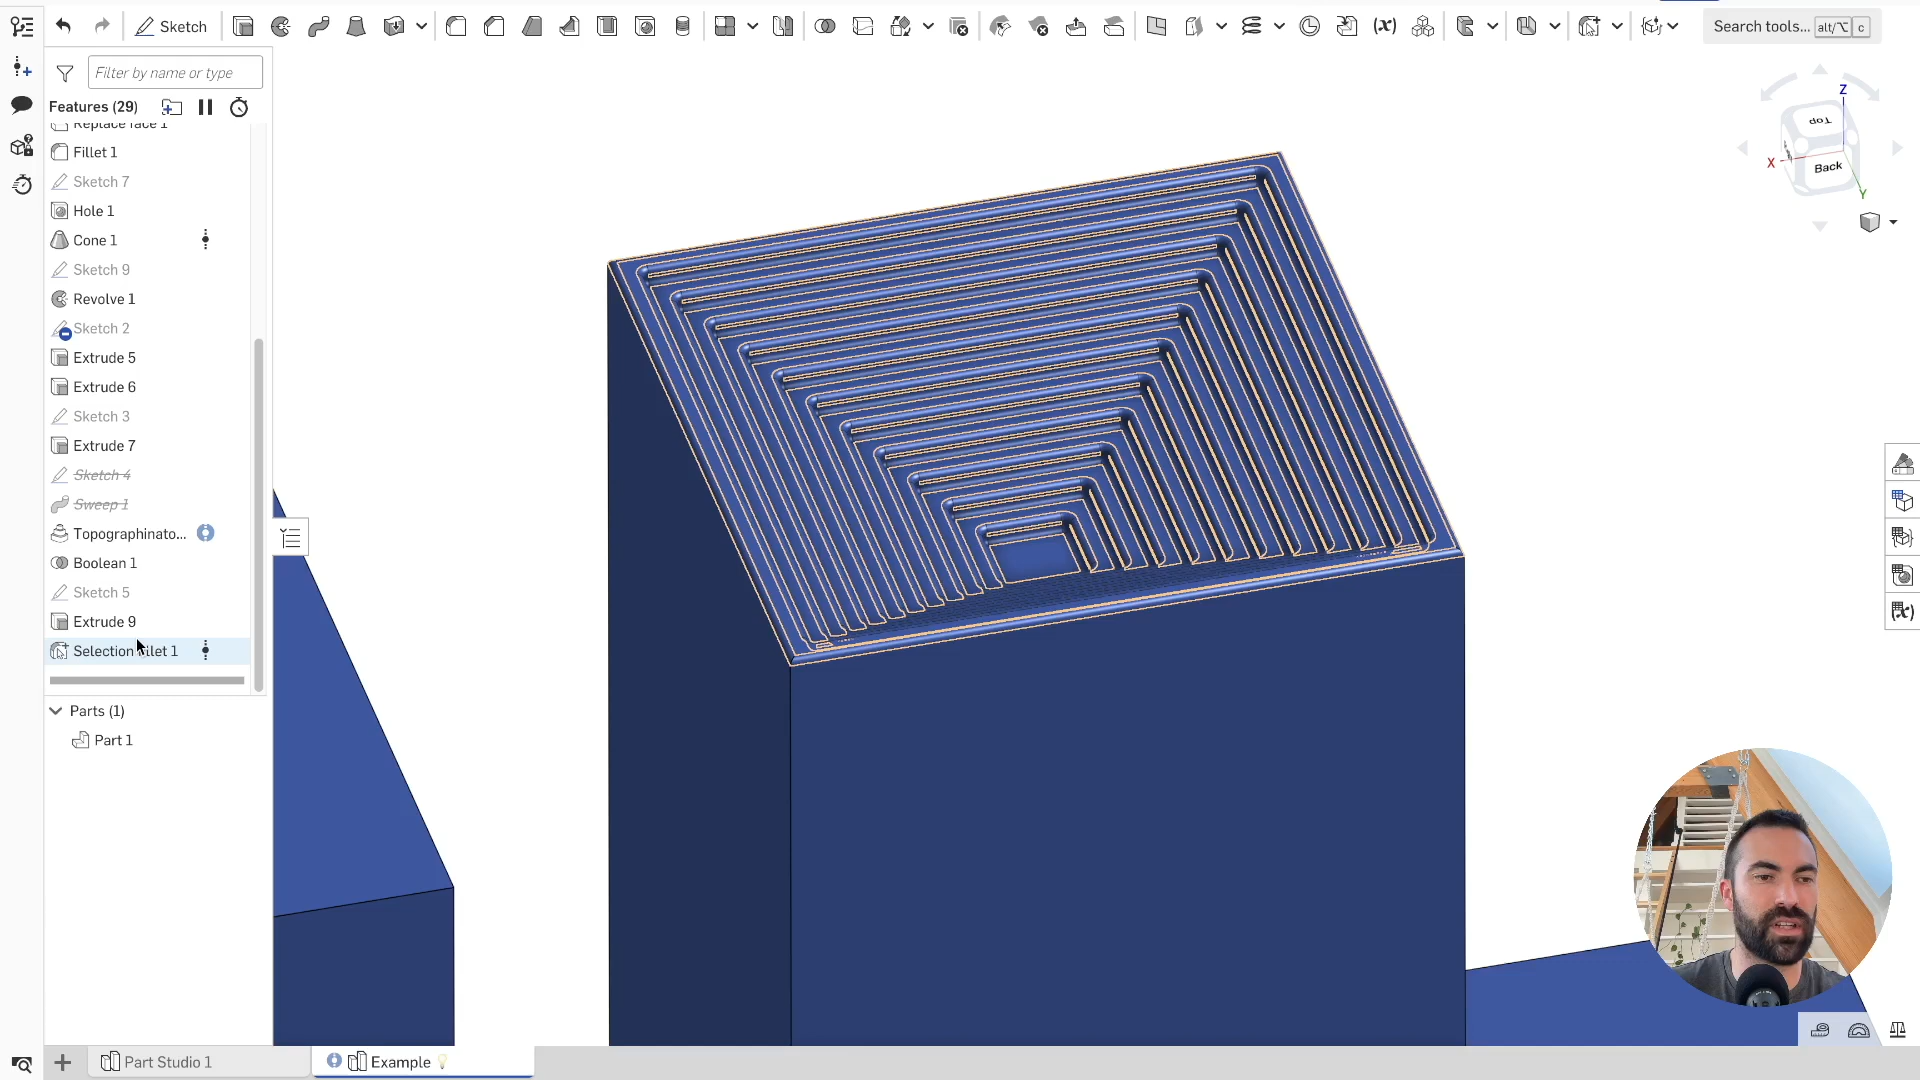 Sketch
Search tools... alt/⌥ c
Filter by name or type
Features (29)
Replace face 1
Fillet 1
Sketch 7
Hole 1
Cone 1
Sketch 9
Revolve 1
Sketch 2
Extrude 5
Extrude 6
Sketch 3
Extrude 7
Sketch 4
Sweep 1
Topographinato...
Boolean 1
Sketch 5
Extrude 9
Selection filet 1
Parts (1)
Part 1
Z
Top
X
Back
Y
Part Studio 1
Example